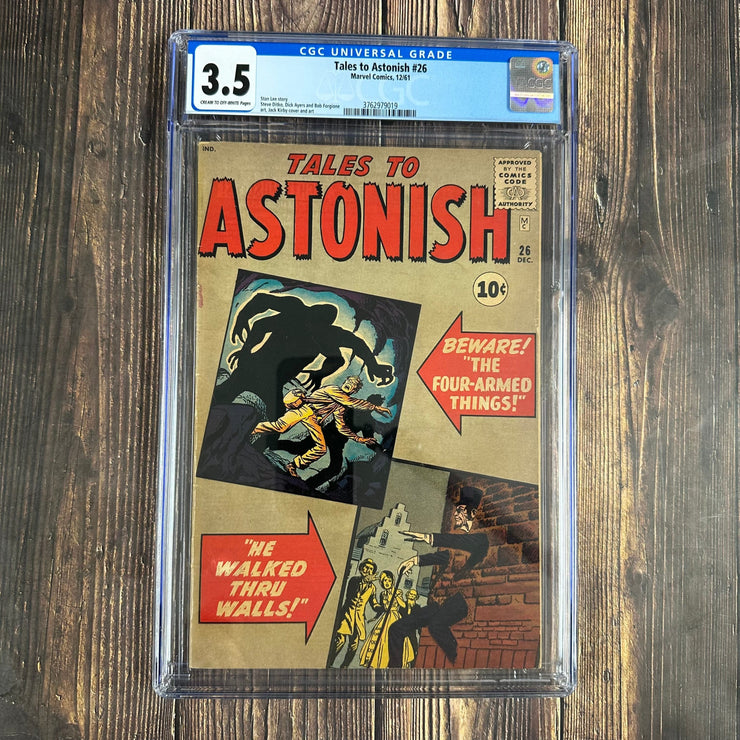 CGC UNIVERSAL GRADE
3.5
CREAM TO OFF-WHITE Pages
Tales to Astonish #26
Marvel Comics, 12/61
Stan Lee story
Steve Ditko, Dick Ayers and Bob Forgione
art, Jack Kirby cover and art
3762979019
CGC
IND.
TALES TO
ASTONISH
APPROVED
BY THE
COMICS
CODE
AUTHORITY
M
C
26
DEC.
10¢
BEWARE!
"THE
FOUR-ARMED
THINGS!"
"HE
WALKED
THRU
WALLS!"